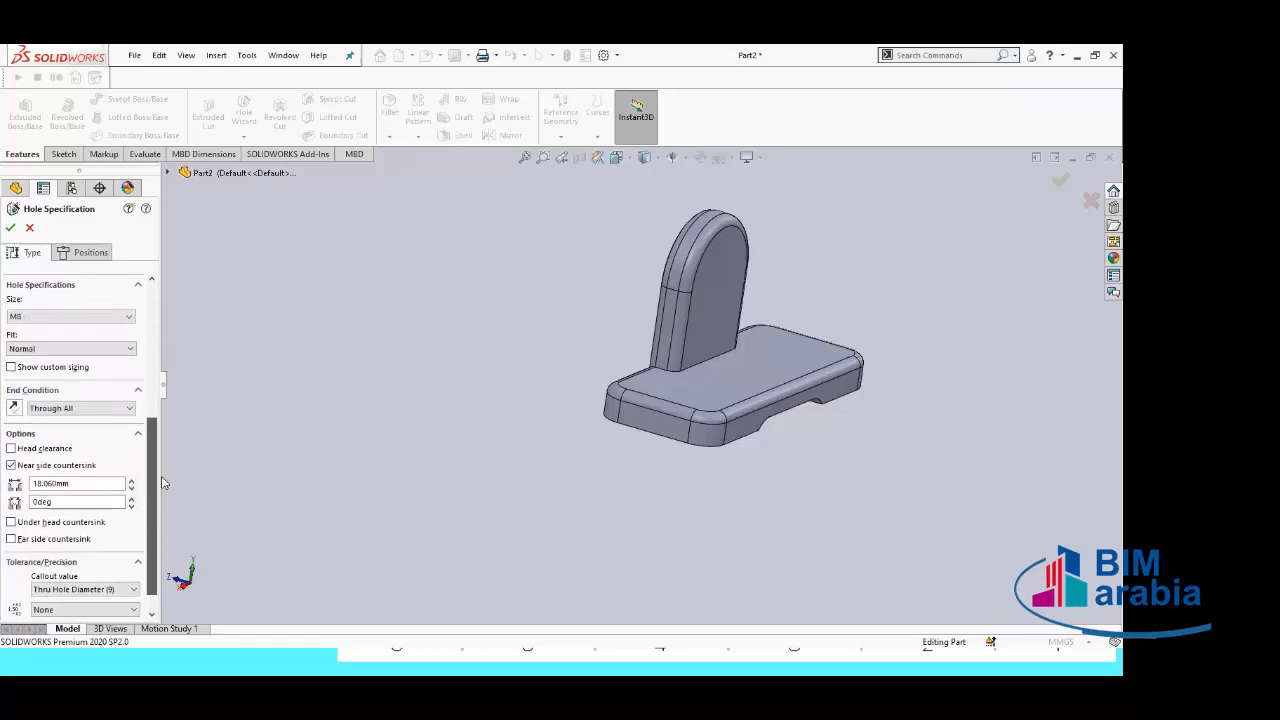 SOLIDWORKS
File Edit View Insert Tools Window Help
Part2 *
Search Commands
Extruded Boss/Base
Revolved Boss/Base
Swept Boss/Base
Lofted Boss/Base
Boundary Boss/Base
Extruded Cut
Hole Wizard
Revolved Cut
Swept Cut
Lofted Cut
Boundary Cut
Fillet
Linear Pattern
Rib
Draft
Shell
Wrap
Intersect
Mirror
Reference Geometry
Curves
Instant3D
Features Sketch Markup Evaluate MBD Dimensions SOLIDWORKS Add-Ins MBD
Part2 (Default<<Default>...
Hole Specification
Type Positions
Hole Specifications
Size:
M8
Fit:
Normal
Show custom sizing
End Condition
Through All
Options
Head clearance
Near side countersink
18.060mm
0deg
Under head countersink
Far side countersink
Tolerance/Precision
Callout value
Thru Hole Diameter (9)
None
Y
Z
Model 3D Views Motion Study 1
SOLIDWORKS Premium 2020 SP2.0
Editing Part
MMGS
BIM
arabia